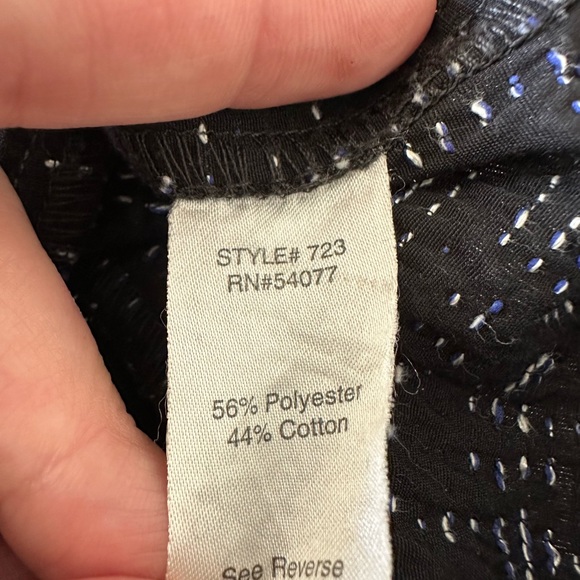 STYLE# 723
RN#54077
56% Polyester
44% Cotton
See Reverse